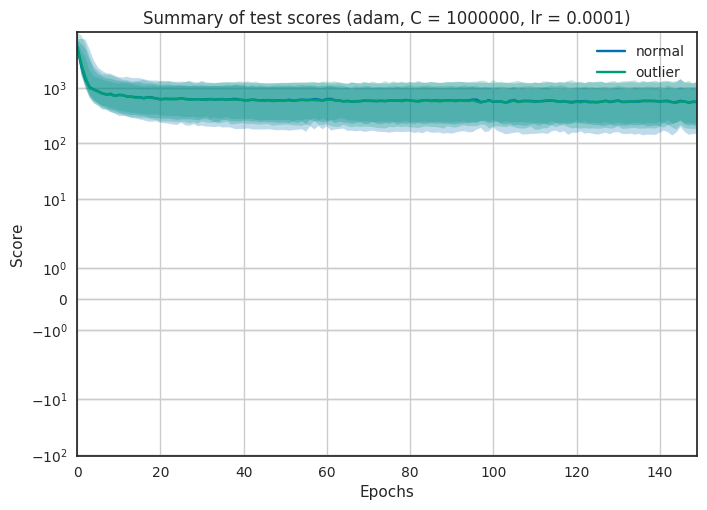 Summary of test scores (adam, C = 1000000, lr = 0.0001)
normal
outlier
10³
10²
10¹
10⁰
0
−10⁰
−10¹
−10²
Score
0 20 40 60 80 100 120 140
Epochs